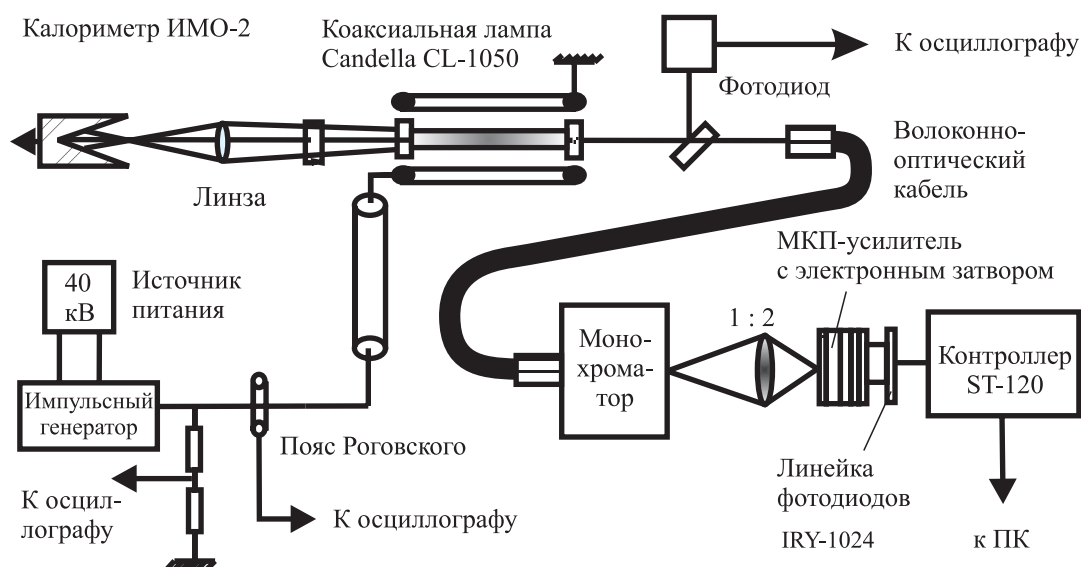 Калориметр ИМО-2
Коаксиальная лампа
Candella CL-1050
К осциллографу
Фотодиод
Волоконно-
оптический
кабель
Линза
МКП-усилитель
с электронным затвором
40
кВ
Источник
питания
1 : 2
Моно-
хрома-
тор
Контроллер
ST-120
Импульсный
генератор
Пояс Роговского
Линейка
фотодиодов
К осцил-
лографу
К осциллографу
IRY-1024
к ПК